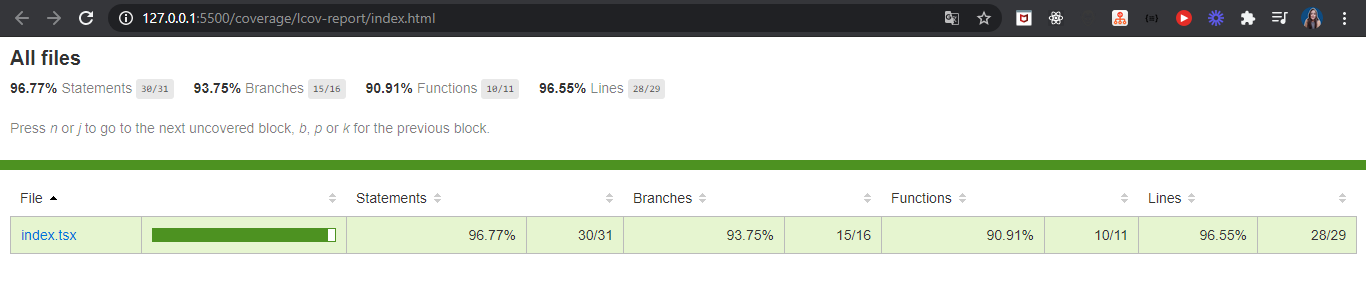 127.0.0.1:5500/coverage/lcov-report/index.html
All files
96.77% Statements 30/31 93.75% Branches 15/16 90.91% Functions 10/11 96.55% Lines 28/29
Press n or j to go to the next uncovered block, b, p or k for the previous block.
File Statements Branches Functions Lines
index.tsx 96.77% 30/31 93.75% 15/16 90.91% 10/11 96.55% 28/29